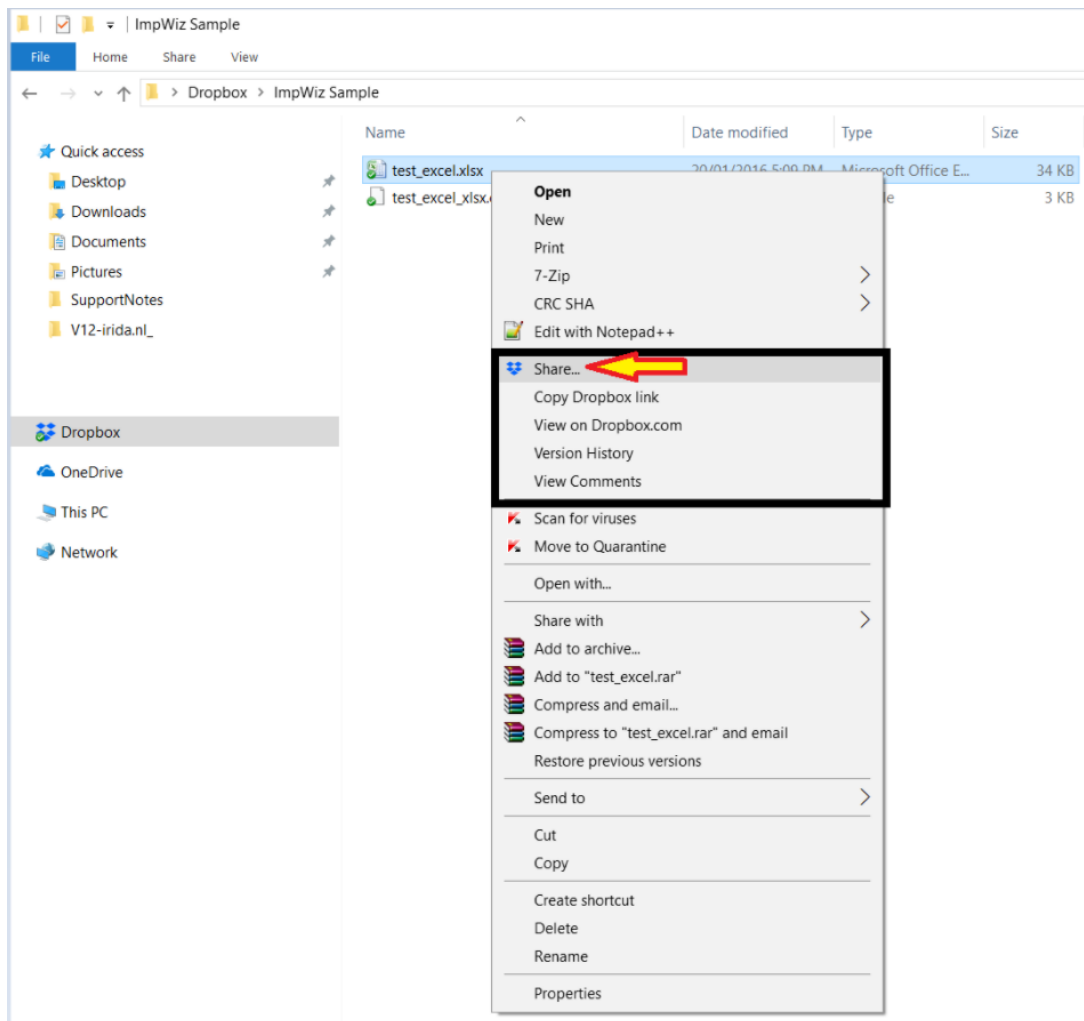 ImpWiz Sample
File Home Share View
Dropbox > ImpWiz Sample
Name Date modified Type Size
Quick access
Desktop
Downloads
Documents
Pictures
SupportNotes
V12-irida.nl_
Dropbox
OneDrive
This PC
Network
test_excel.xlsx 20/01/2016 5:09 PM Microsoft Office E... 34 KB
test_excel_xlsx. 3 KB
Open
New
Print
7-Zip
CRC SHA
Edit with Notepad++
Share...
Copy Dropbox link
View on Dropbox.com
Version History
View Comments
Scan for viruses
Move to Quarantine
Open with...
Share with
Add to archive...
Add to "test_excel.rar"
Compress and email...
Compress to "test_excel.rar" and email
Restore previous versions
Send to
Cut
Copy
Create shortcut
Delete
Rename
Properties